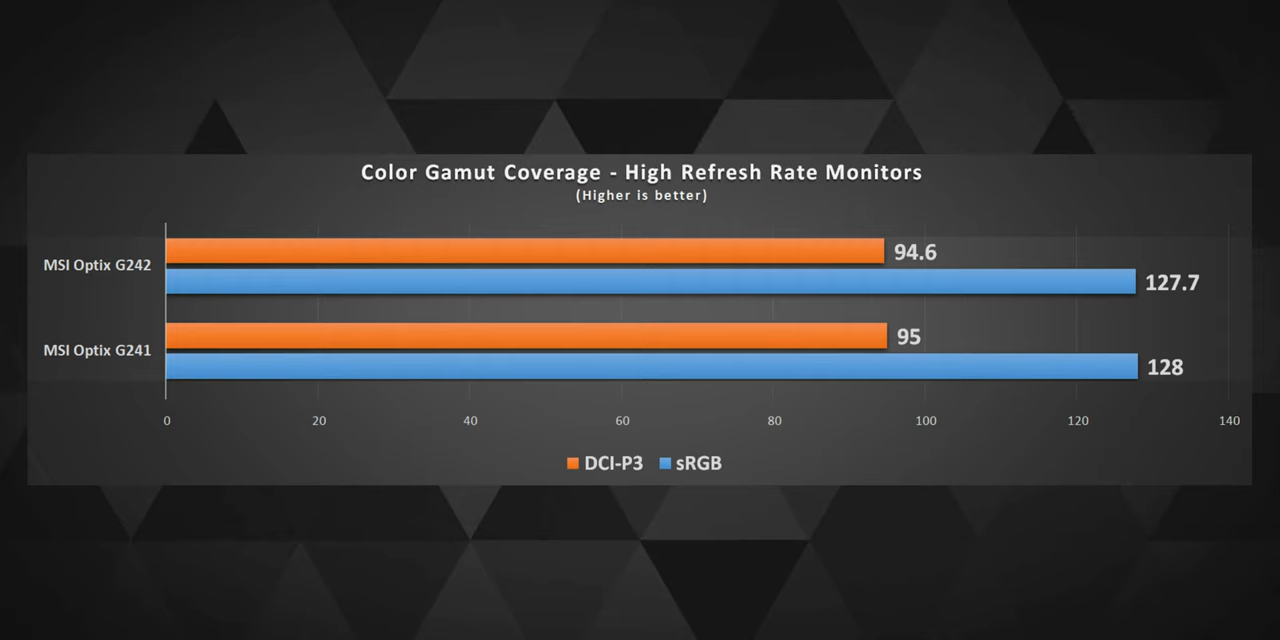 Color Gamut Coverage - High Refresh Rate Monitors
(Higher is better)
MSI Optix G242
94.6
127.7
MSI Optix G241
95
128
0 20 40 60 80 100 120 140
DCI-P3 sRGB